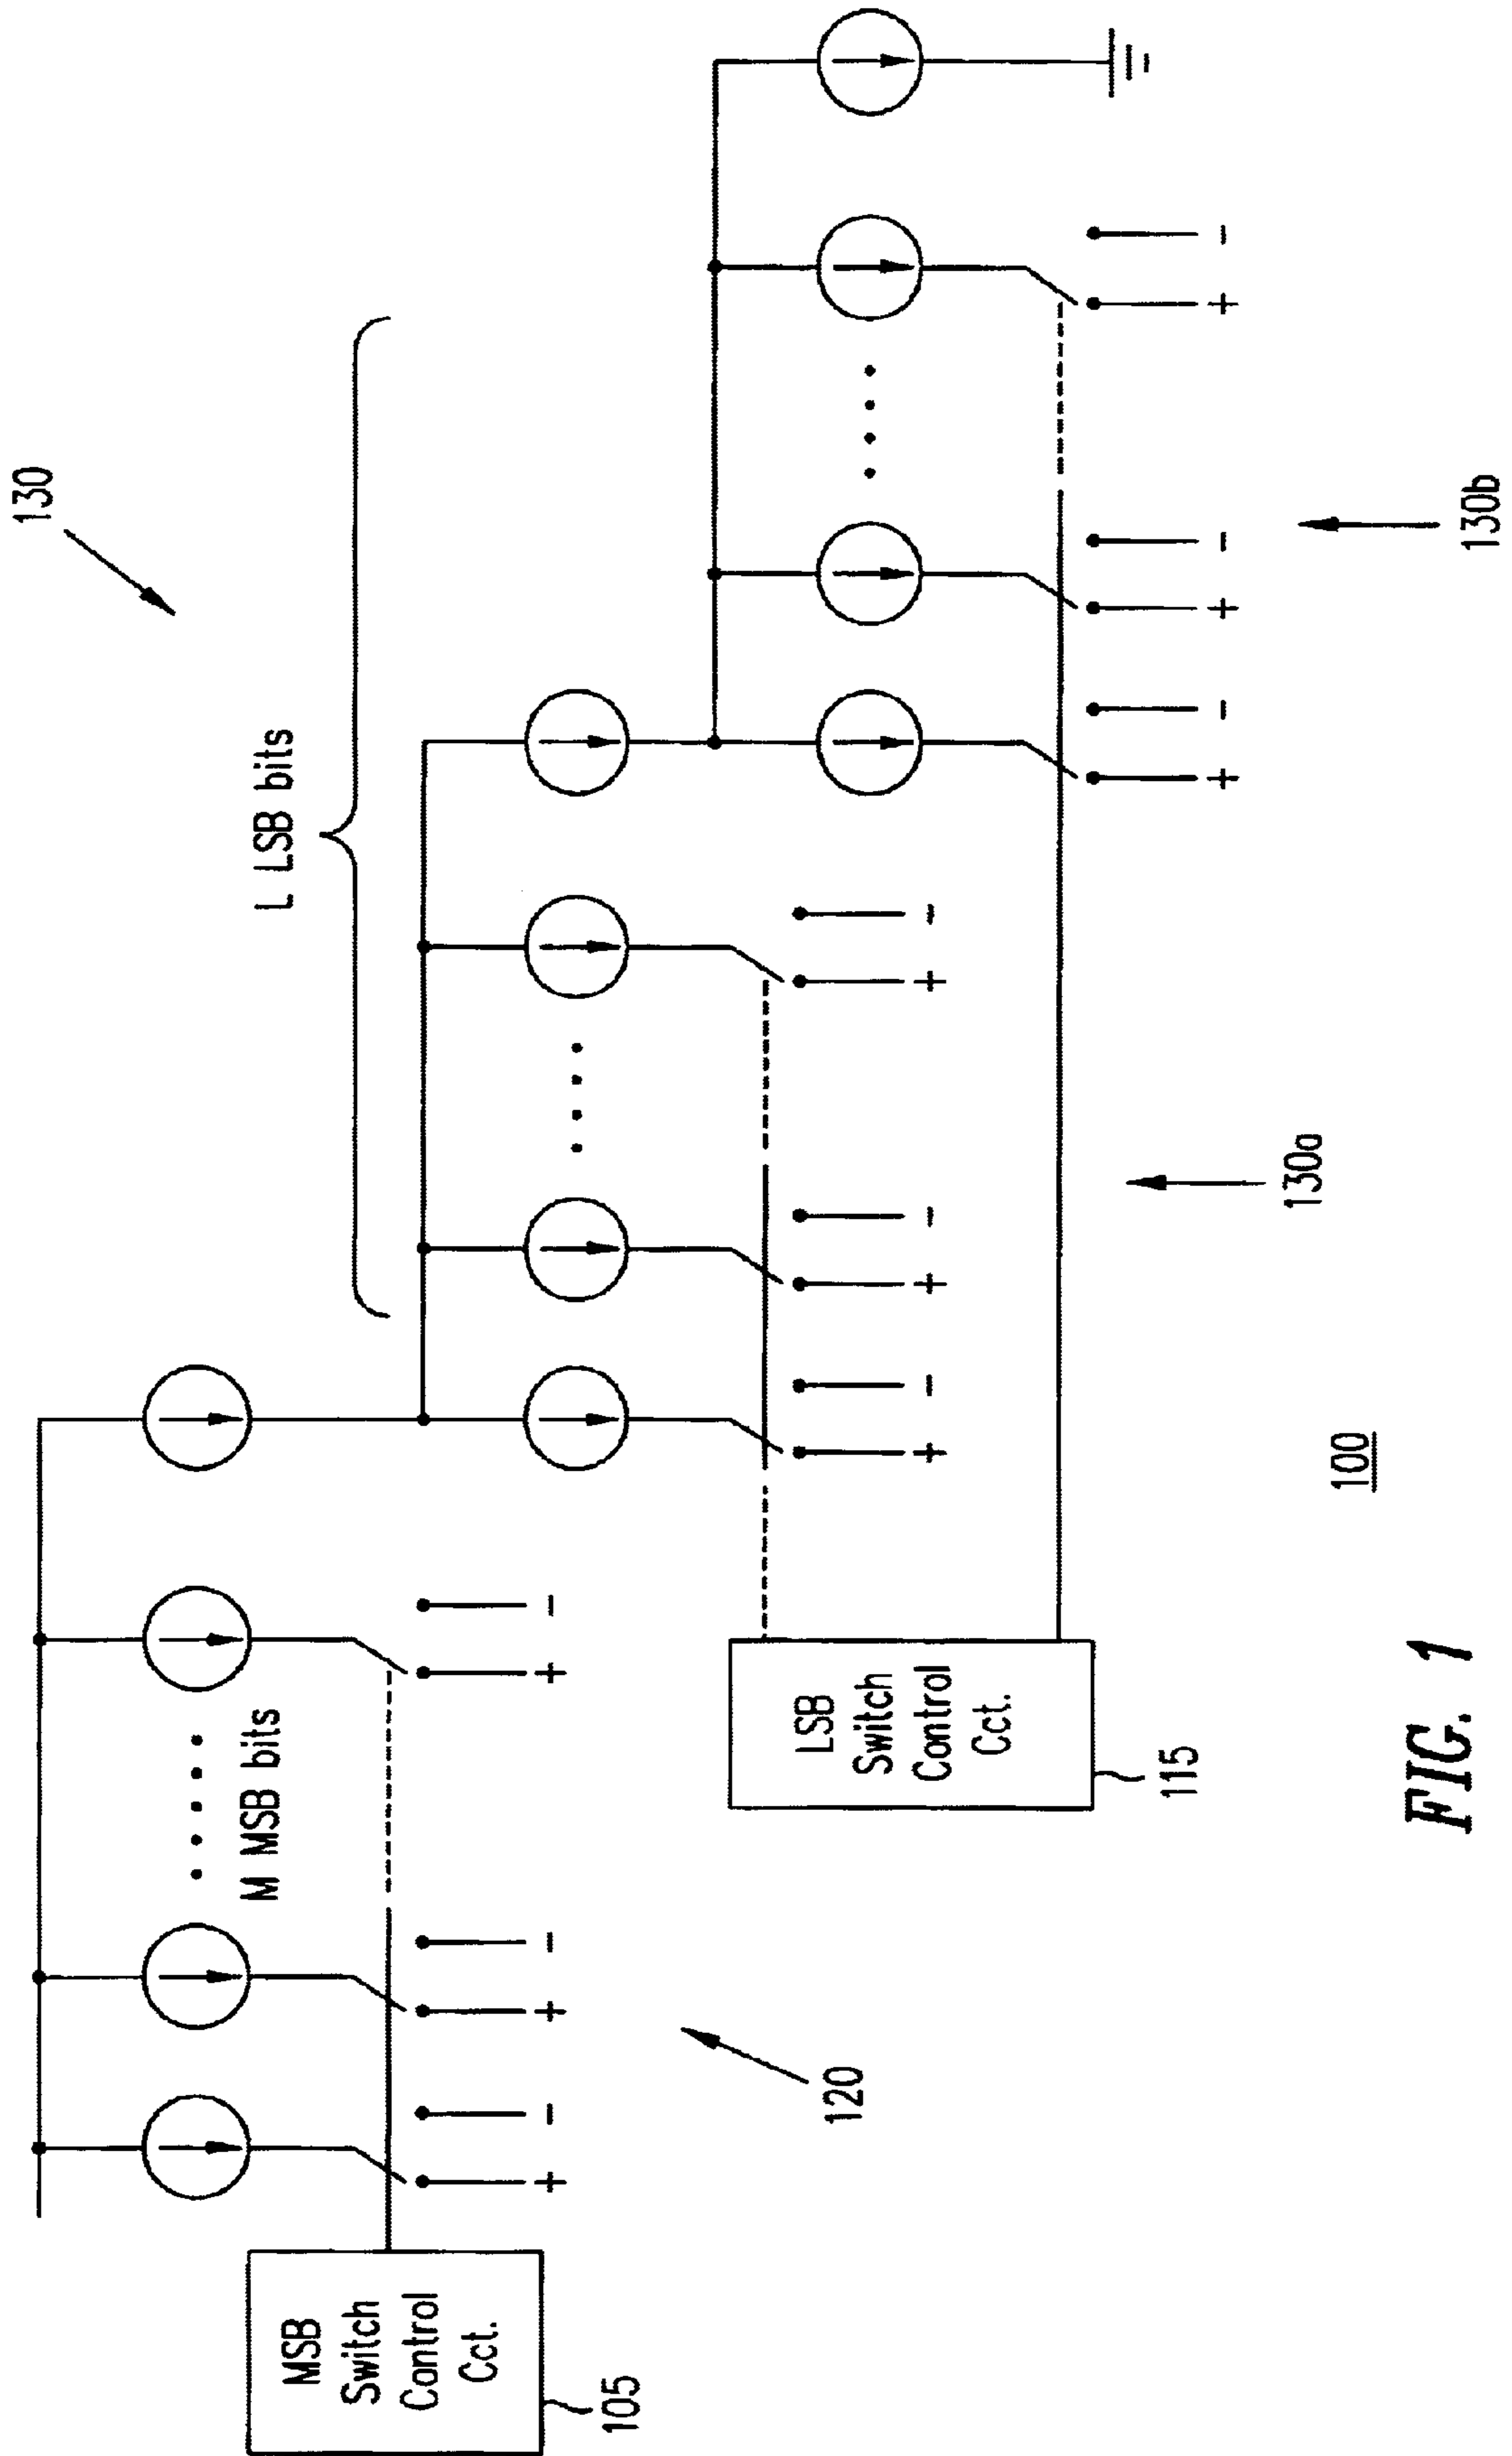 130
L LSB bits
M MSB bits
+ - + - + -
MSB
Switch
Control
Cct.
105
120
+ - + - + -
LSB
Switch
Control
Cct.
115
130a
+ - + - + -
130b
100
FIG. 1